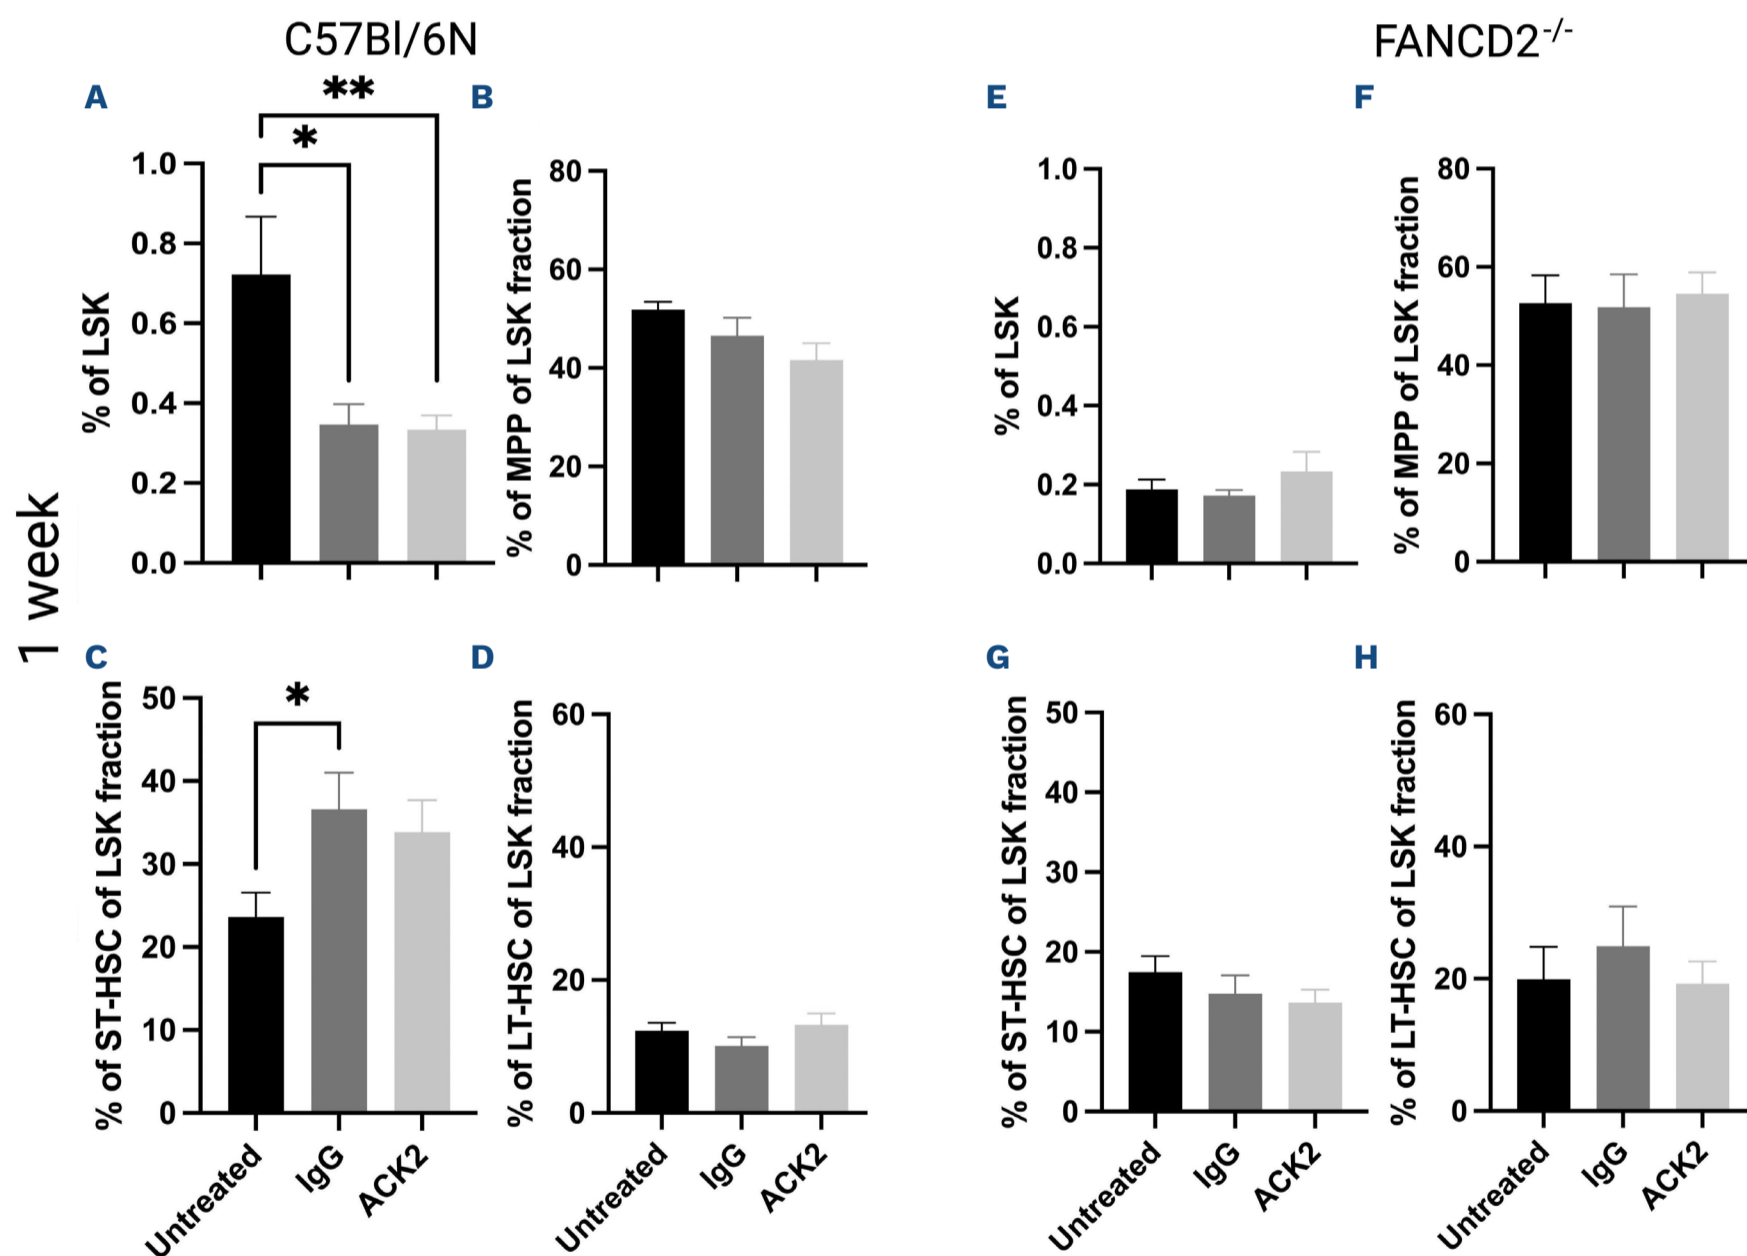 C57Bl/6N
FANCD2-/-
1 week
A
**
*
% of LSK
1.0
0.8
0.6
0.4
0.2
0.0
B
% of MPP of LSK fraction
80
60
40
20
0
E
% of LSK
1.0
0.8
0.6
0.4
0.2
0.0
F
% of MPP of LSK fraction
80
60
40
20
0
C
*
% of ST-HSC of LSK fraction
50
40
30
20
10
0
Untreated
IgG
ACK2
D
% of LT-HSC of LSK fraction
60
40
20
0
Untreated
IgG
ACK2
G
% of ST-HSC of LSK fraction
50
40
30
20
10
0
Untreated
IgG
ACK2
H
% of LT-HSC of LSK fraction
60
40
20
0
Untreated
IgG
ACK2